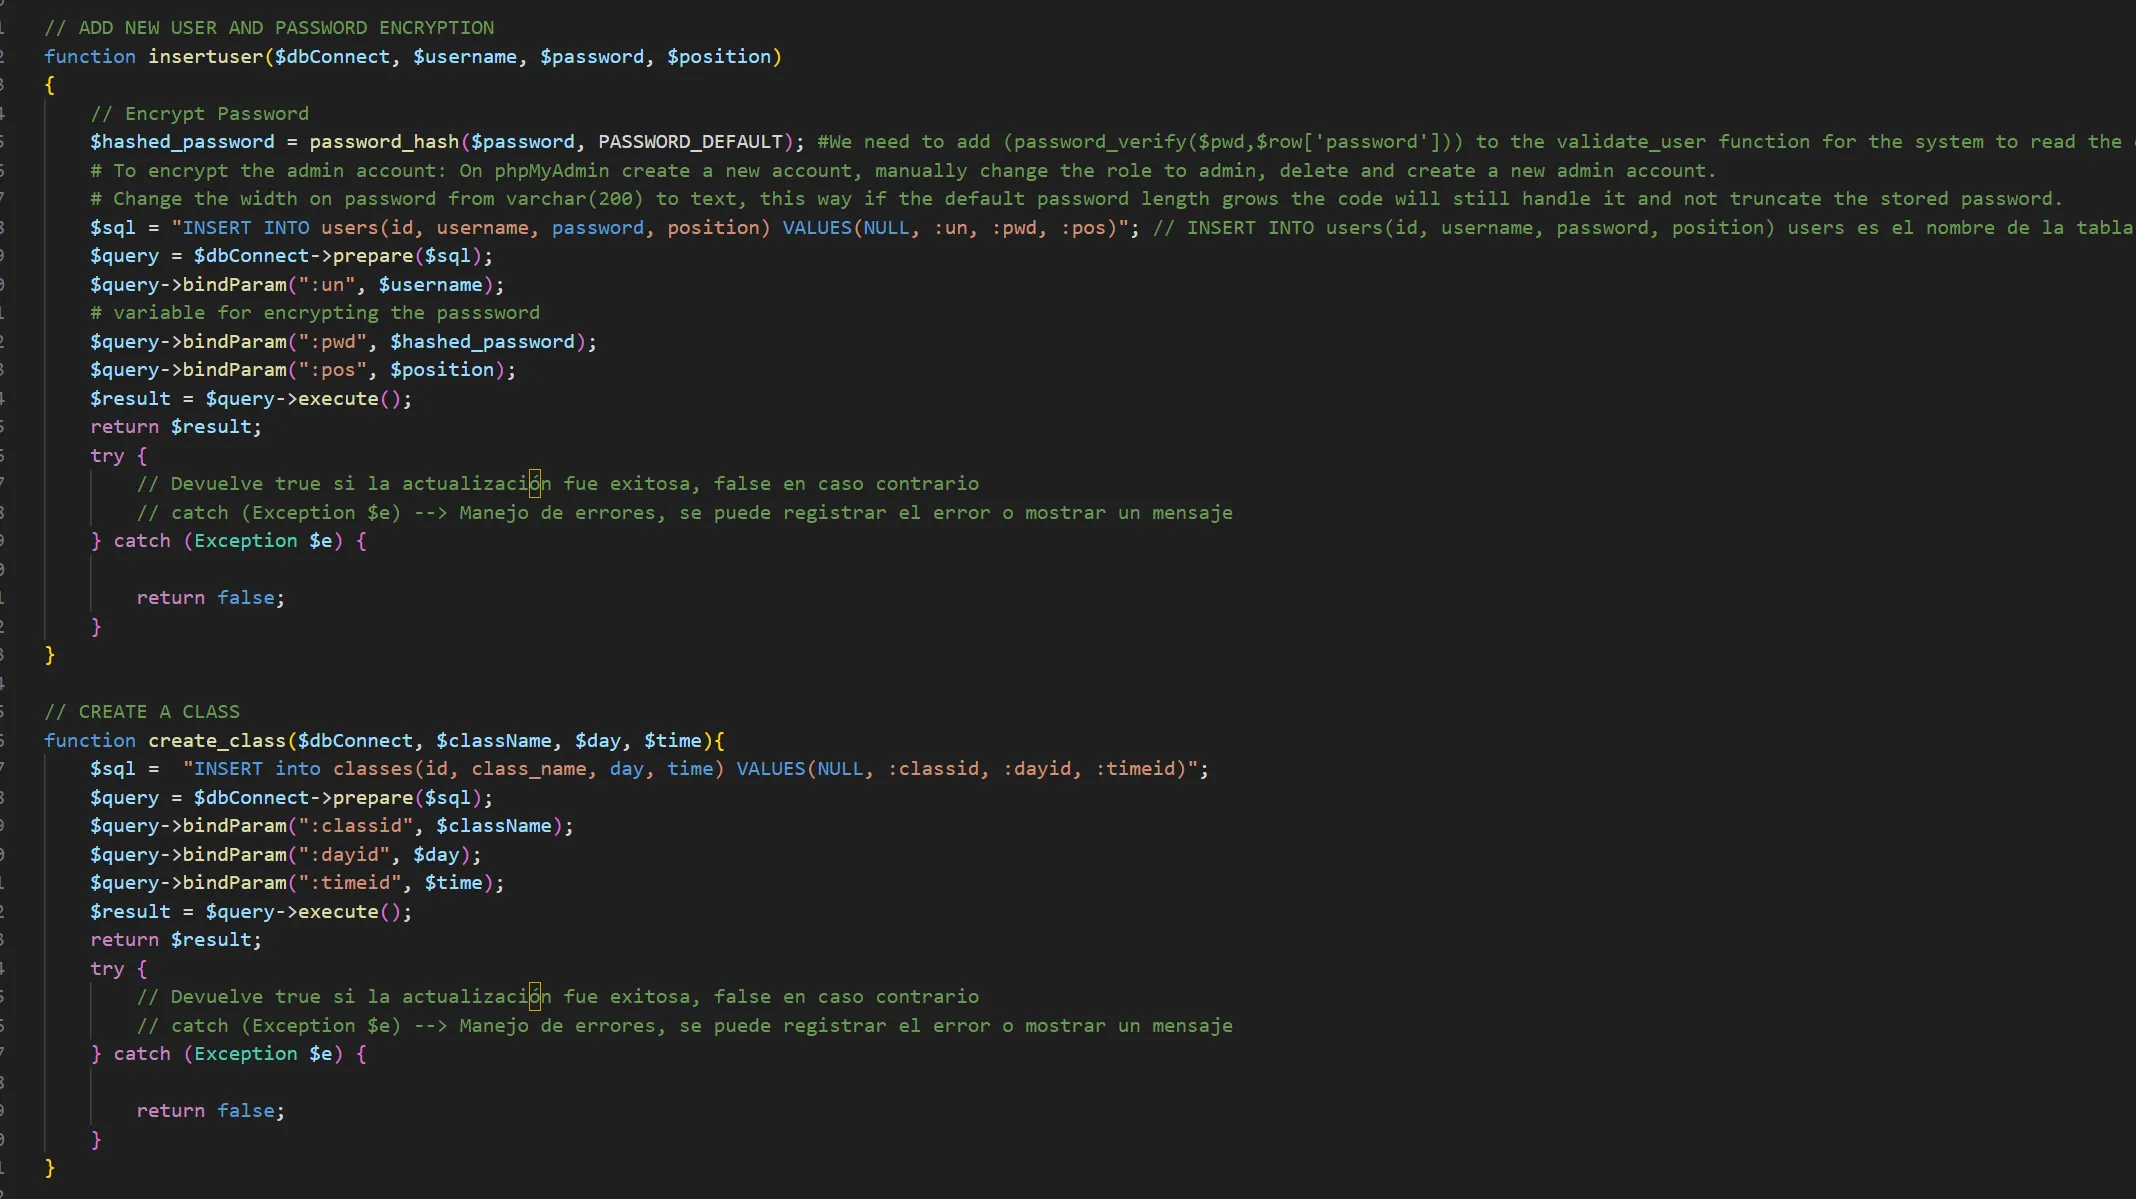 // ADD NEW USER AND PASSWORD ENCRYPTION
function insertuser($dbConnect, $username, $password, $position)
{
// Encrypt Password
$hashed_password = password_hash($password, PASSWORD_DEFAULT); #We need to add (password_verify($pwd,$row['password'])) to the validate_user function for the system to read the
# To encrypt the admin account: On phpMyAdmin create a new account, manually change the role to admin, delete and create a new admin account.
# Change the width on password from varchar(200) to text, this way if the default password length grows the code will still handle it and not truncate the stored password.
$sql = "INSERT INTO users(id, username, password, position) VALUES(NULL, :un, :pwd, :pos)"; // INSERT INTO users(id, username, password, position) users es el nombre de la tabla
$query = $dbConnect->prepare($sql);
$query->bindParam(":un", $username);
# variable for encrypting the passsword
$query->bindParam(":pwd", $hashed_password);
$query->bindParam(":pos", $position);
$result = $query->execute();
return $result;
try {
// Devuelve true si la actualización fue exitosa, false en caso contrario
// catch (Exception $e) --> Manejo de errores, se puede registrar el error o mostrar un mensaje
} catch (Exception $e) {
return false;
}
}
// CREATE A CLASS
function create_class($dbConnect, $className, $day, $time){
$sql =  "INSERT into classes(id, class_name, day, time) VALUES(NULL, :classid, :dayid, :timeid)";
$query = $dbConnect->prepare($sql);
$query->bindParam(":classid", $className);
$query->bindParam(":dayid", $day);
$query->bindParam(":timeid", $time);
$result = $query->execute();
return $result;
try {
// Devuelve true si la actualización fue exitosa, false en caso contrario
// catch (Exception $e) --> Manejo de errores, se puede registrar el error o mostrar un mensaje
} catch (Exception $e) {
return false;
}
}